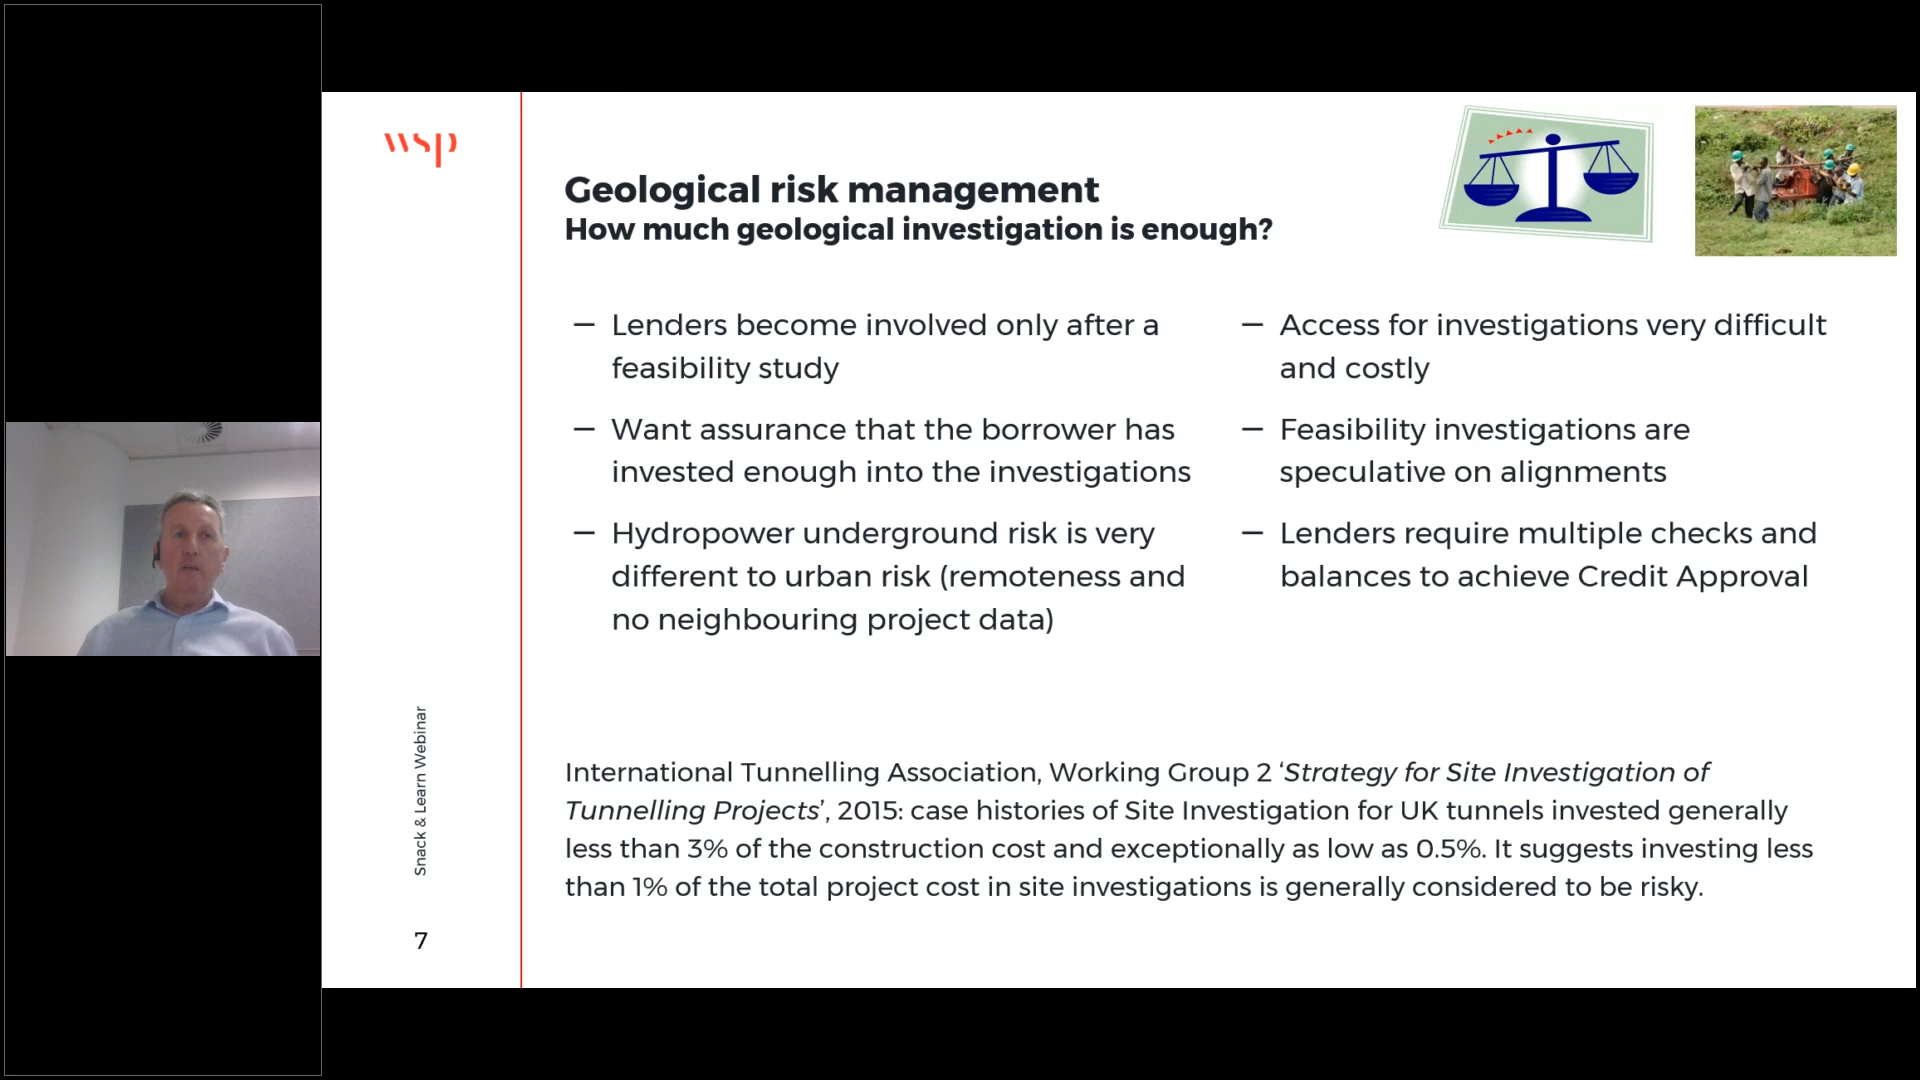 wsp
Geological risk management
How much geological investigation is enough?
— Lenders become involved only after a
feasibility study
— Want assurance that the borrower has
invested enough into the investigations
— Hydropower underground risk is very
different to urban risk (remoteness and
no neighbouring project data)
— Access for investigations very difficult
and costly
— Feasibility investigations are
speculative on alignments
— Lenders require multiple checks and
balances to achieve Credit Approval
International Tunnelling Association, Working Group 2 ‘Strategy for Site Investigation of
Tunnelling Projects’, 2015: case histories of Site Investigation for UK tunnels invested generally
less than 3% of the construction cost and exceptionally as low as 0.5%. It suggests investing less
than 1% of the total project cost in site investigations is generally considered to be risky.
Snack & Learn Webinar
7